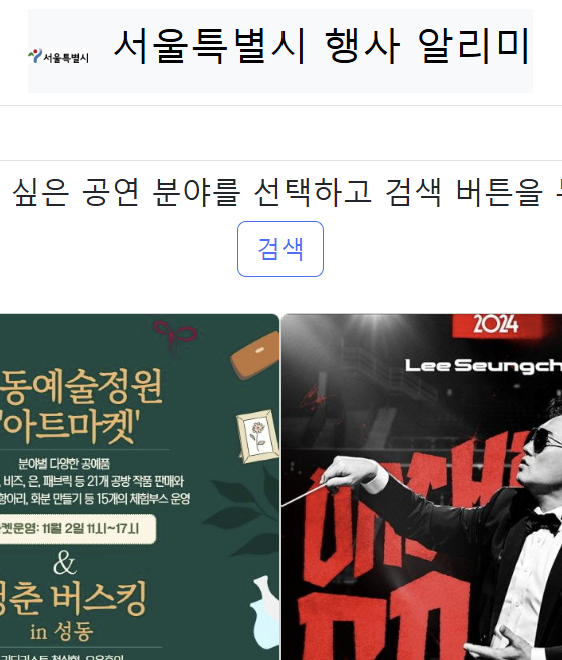 서울특별시
서울특별시 행사 알리미
싶은 공연 분야를 선택하고 검색 버튼을
검색
동예술정원
'아트마켓'
분야별 다양한 공예품
, 비즈, 은, 패브릭 등 21개 공방 작품 판매와
항아리, 화분 만들기 등 15개의 체험부스 운영
켓운영: 11월 2일 11시~17시
&
버스킹
in 성동
2024
Lee Seungch